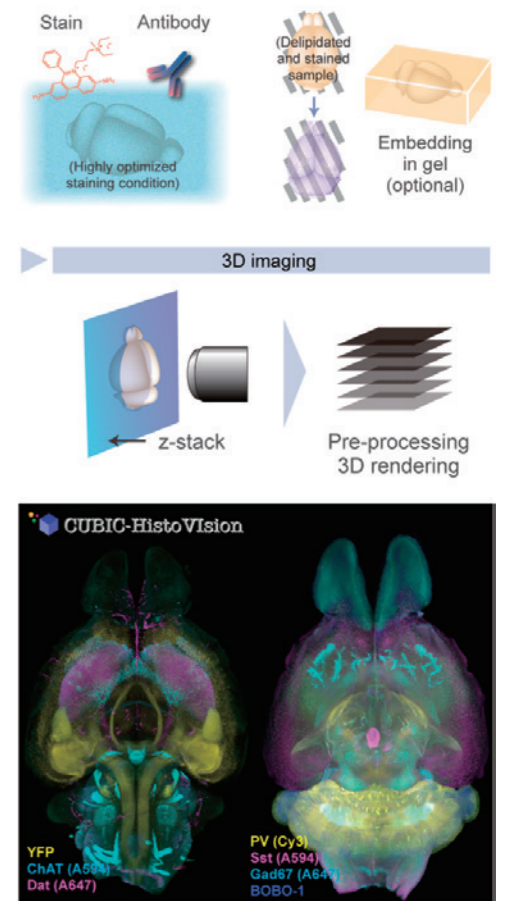 Stain
Antibody
(Highly optimized
staining condition)
(Delipidated
and stained
sample)
Embedding
in gel
(optional)
3D imaging
z-stack
Pre-processing
3D rendering
CUBIC-HistoVIsion
YFP
ChAT (A594)
Dat (A647)
PV (Cy3)
Sst (A594)
Gad67 (A647)
BOBO-1